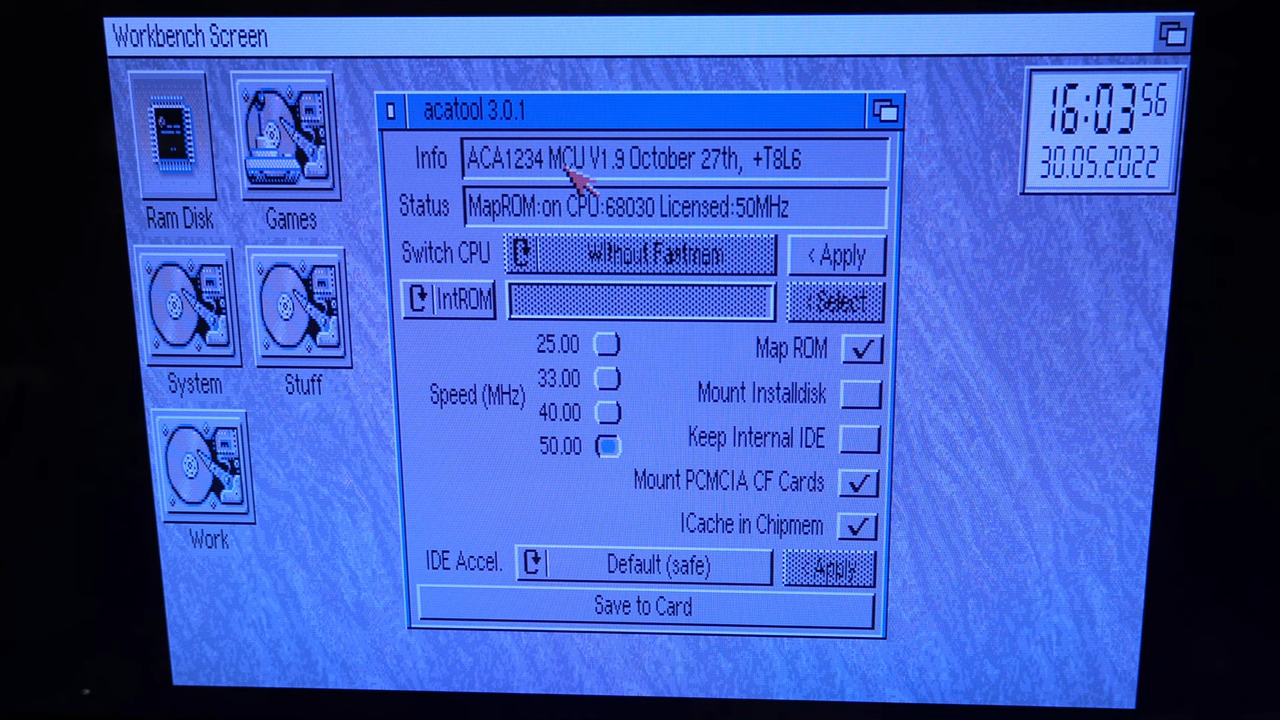 Workbench Screen
Ram Disk
Games
System
Stuff
Work
acatool 3.0.1
Info ACA1234 MCU V1.9 October 27th, +T8L6
Status MapROM:on CPU:68030 Licensed:50MHz
Switch CPU without Fastmem < Apply
IntROM < Select
Speed (MHz)
25.00
33.00
40.00
50.00
Map ROM
Mount Installdisk
Keep Internal IDE
Mount PCMCIA CF Cards
ICache in Chipmem
IDE Accel. Default (safe) Apply
Save to Card
16:03 56
30.05.2022